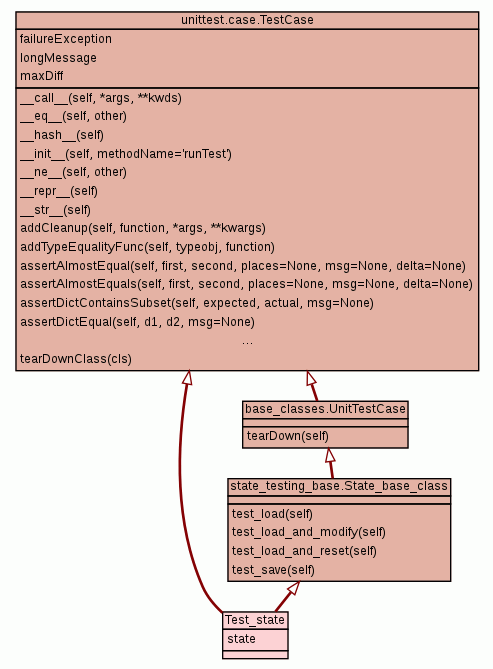 unittest.case.TestCase
failureException
longMessage
maxDiff
__call__(self, *args, **kwds)
__eq__(self, other)
__hash__(self)
__init__(self, methodName='runTest')
__ne__(self, other)
__repr__(self)
__str__(self)
addCleanup(self, function, *args, **kwargs)
addTypeEqualityFunc(self, typeobj, function)
assertAlmostEqual(self, first, second, places=None, msg=None, delta=None)
assertAlmostEquals(self, first, second, places=None, msg=None, delta=None)
assertDictContainsSubset(self, expected, actual, msg=None)
assertDictEqual(self, d1, d2, msg=None)
...
tearDownClass(cls)
base_classes.UnitTestCase
tearDown(self)
state_testing_base.State_base_class
test_load(self)
test_load_and_modify(self)
test_load_and_reset(self)
test_save(self)
Test_state
state